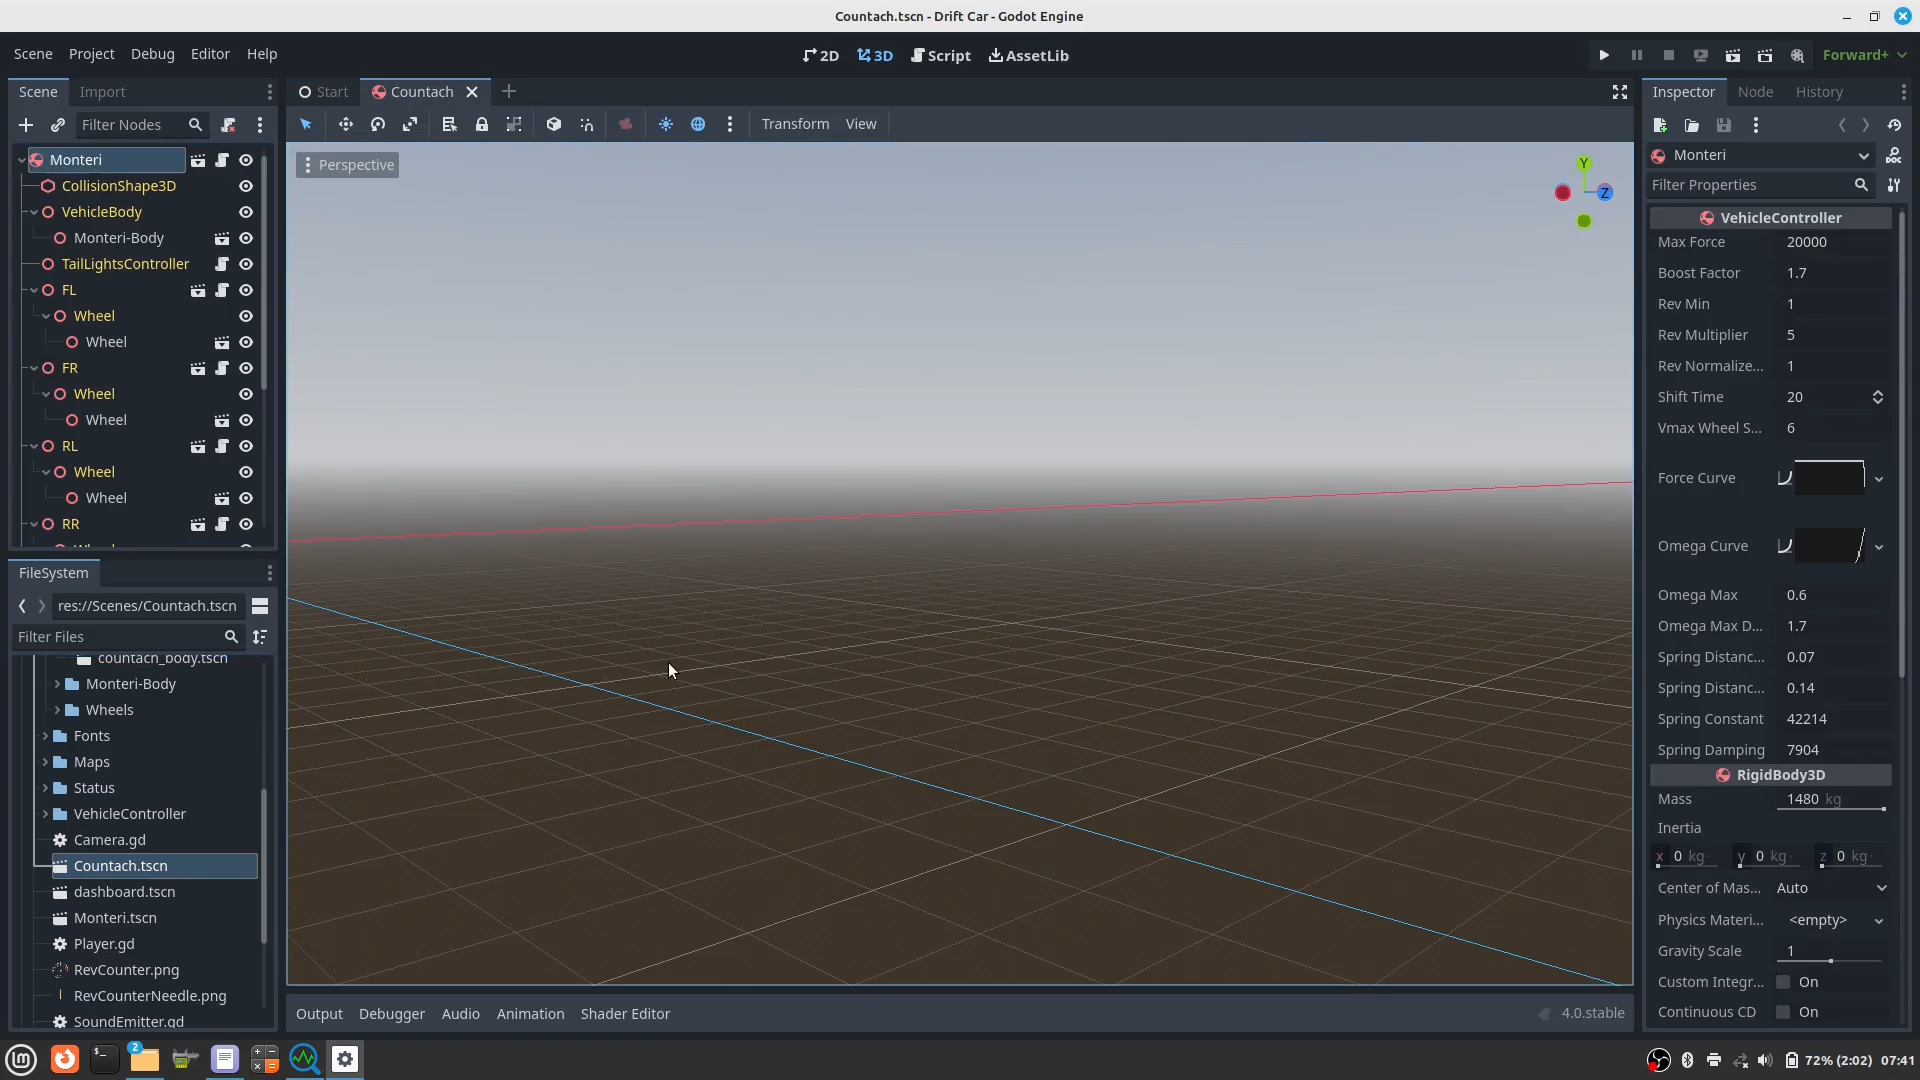 Countach.tscn - Drift Car - Godot Engine
Scene Project Debug Editor Help
2D 3D Script AssetLib
Forward+
Scene Import
Start Countach
Inspector Node History
Filter Nodes
Transform View
Monteri
CollisionShape3D
VehicleBody
Monteri-Body
TailLightsController
FL
Wheel
Wheel
FR
Wheel
Wheel
RL
Wheel
Wheel
RR
FileSystem
res://Scenes/Countach.tscn
Filter Files
countach_body.tscn
Monteri-Body
Wheels
Fonts
Maps
Status
VehicleController
Camera.gd
Countach.tscn
dashboard.tscn
Monteri.tscn
Player.gd
RevCounter.png
RevCounterNeedle.png
SoundEmitter.gd
Perspective
Y
Z
Output Debugger Audio Animation Shader Editor
4.0.stable
Monteri
DOC
Filter Properties
VehicleController
Max Force 20000
Boost Factor 1.7
Rev Min 1
Rev Multiplier 5
Rev Normalize... 1
Shift Time 20
Vmax Wheel S... 6
Force Curve
Omega Curve
Omega Max 0.6
Omega Max D... 1.7
Spring Distanc... 0.07
Spring Distanc... 0.14
Spring Constant 42214
Spring Damping 7904
RigidBody3D
Mass 1480 kg
Inertia
x 0 kg· y 0 kg· z 0 kg·
Center of Mas... Auto
Physics Materi... <empty>
Gravity Scale 1
Custom Integr... On
Continuous CD On
2
72% (2:02) 07:41